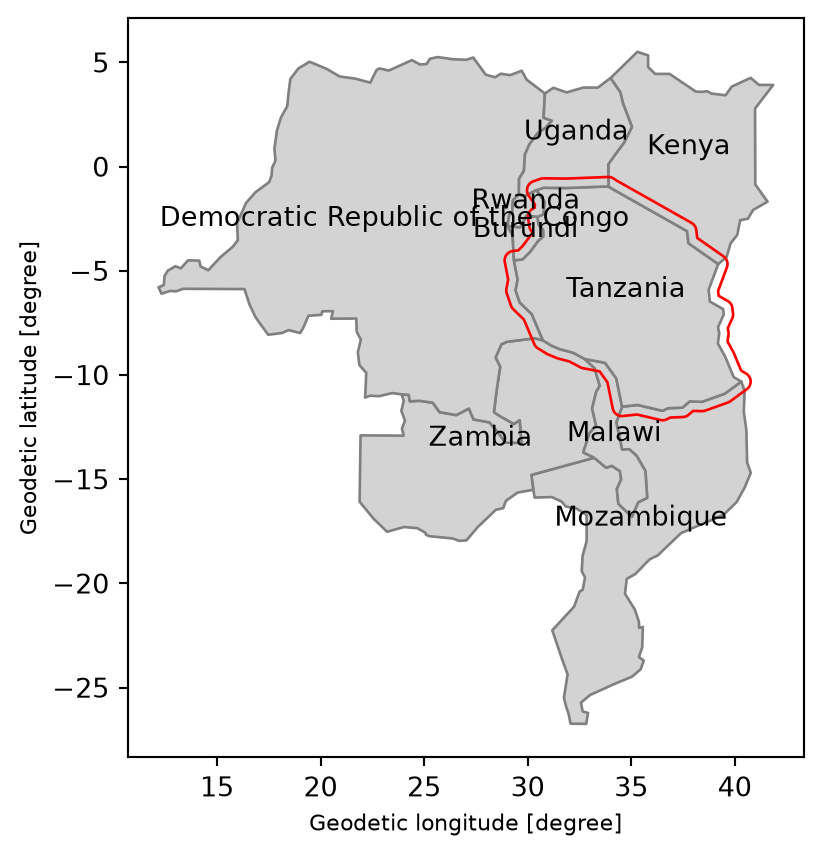 5
0
−5
−10
−15
−20
−25
Geodetic latitude [degree]
Uganda
Kenya
Rwanda
Democratic Republic of the Congo
Burundi
Tanzania
Zambia
Malawi
Mozambique
15 20 25 30 35 40
Geodetic longitude [degree]